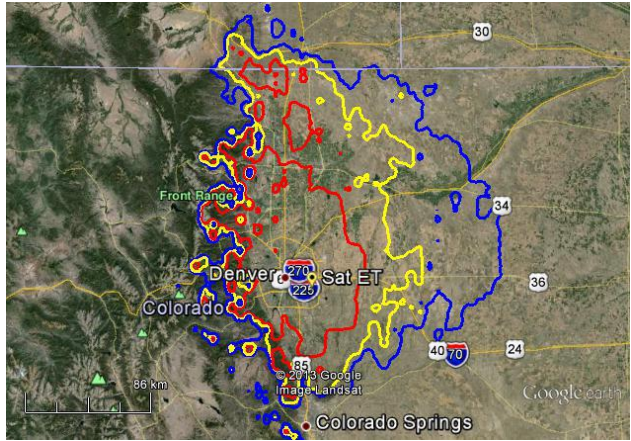 30
Front Range
34
Denver
270
Sat ET
225
36
Colorado
40
70
24
85
86 km
© 2013 Google
Image Landsat
Google earth
Colorado Springs